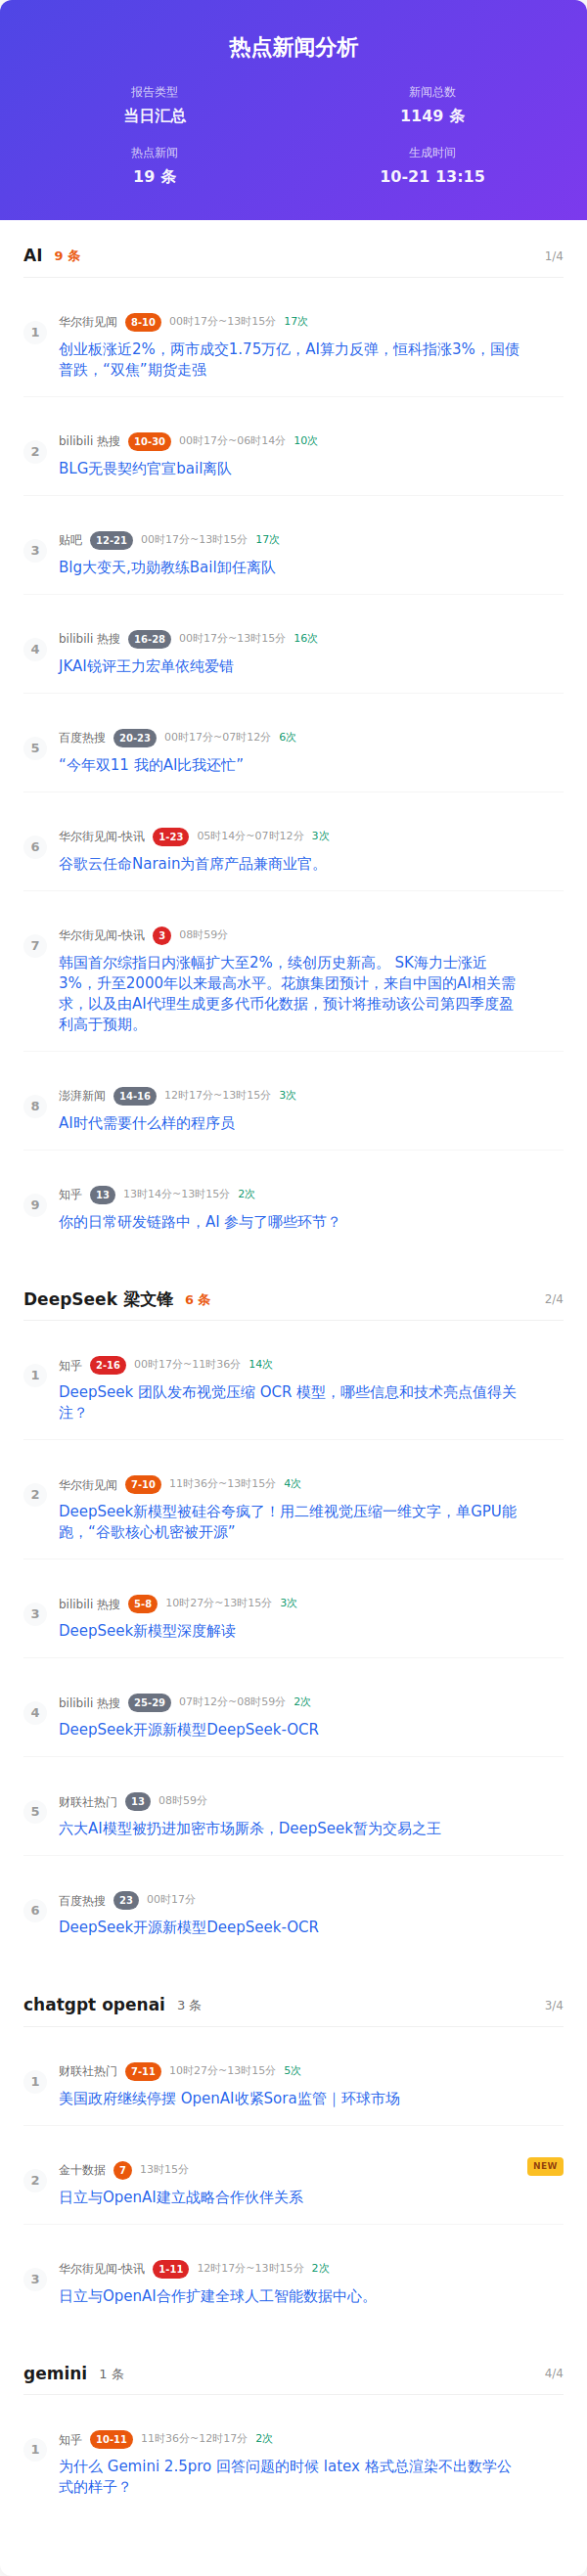 热点新闻分析
报告类型
当日汇总
新闻总数
1149 条
热点新闻
19 条
生成时间
10-21 13:15
AI 9 条 1/4
1
华尔街见闻 8-10 00时17分~13时15分 17次
创业板涨近2%，两市成交1.75万亿，AI算力反弹，恒科指涨3%，国债
普跌，“双焦”期货走强
2
bilibili 热搜 10-30 00时17分~06时14分 10次
BLG无畏契约官宣bail离队
3
贴吧 12-21 00时17分~13时15分 17次
Blg大变天,功勋教练Bail卸任离队
4
bilibili 热搜 16-28 00时17分~13时15分 16次
JKAI锐评王力宏单依纯爱错
5
百度热搜 20-23 00时17分~07时12分 6次
“今年双11 我的AI比我还忙”
6
华尔街见闻-快讯 1-23 05时14分~07时12分 3次
谷歌云任命Narain为首席产品兼商业官。
7
华尔街见闻-快讯 3 08时59分
韩国首尔综指日内涨幅扩大至2%，续创历史新高。 SK海力士涨近
3%，升至2000年以来最高水平。花旗集团预计，来自中国的AI相关需
求，以及由AI代理生成更多代币化数据，预计将推动该公司第四季度盈
利高于预期。
8
澎湃新闻 14-16 12时17分~13时15分 3次
AI时代需要什么样的程序员
9
知乎 13 13时14分~13时15分 2次
你的日常研发链路中，AI 参与了哪些环节？
DeepSeek 梁文锋 6 条 2/4
1
知乎 2-16 00时17分~11时36分 14次
DeepSeek 团队发布视觉压缩 OCR 模型，哪些信息和技术亮点值得关
注？
2
华尔街见闻 7-10 11时36分~13时15分 4次
DeepSeek新模型被硅谷夸疯了！用二维视觉压缩一维文字，单GPU能
跑，“谷歌核心机密被开源”
3
bilibili 热搜 5-8 10时27分~13时15分 3次
DeepSeek新模型深度解读
4
bilibili 热搜 25-29 07时12分~08时59分 2次
DeepSeek开源新模型DeepSeek-OCR
5
财联社热门 13 08时59分
六大AI模型被扔进加密市场厮杀，DeepSeek暂为交易之王
6
百度热搜 23 00时17分
DeepSeek开源新模型DeepSeek-OCR
chatgpt openai 3 条 3/4
1
财联社热门 7-11 10时27分~13时15分 5次
美国政府继续停摆 OpenAI收紧Sora监管｜环球市场
2
金十数据 7 13时15分 NEW
日立与OpenAI建立战略合作伙伴关系
3
华尔街见闻-快讯 1-11 12时17分~13时15分 2次
日立与OpenAI合作扩建全球人工智能数据中心。
gemini 1 条 4/4
1
知乎 10-11 11时36分~12时17分 2次
为什么 Gemini 2.5pro 回答问题的时候 latex 格式总渲染不出数学公
式的样子？